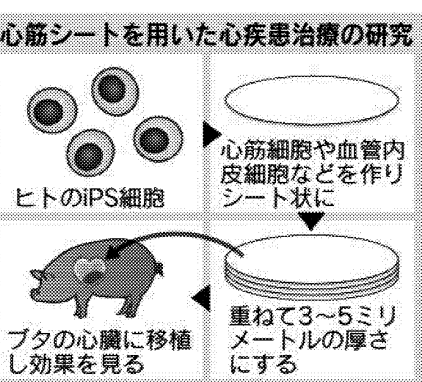 心筋シートを用いた心疾患治療の研究
ヒトのiPS細胞
心筋細胞や血管内
皮細胞などを作り
シート状に
重ねて3〜5ミリ
メートルの厚さ
にする
ブタの心臓に移植
し効果を見る